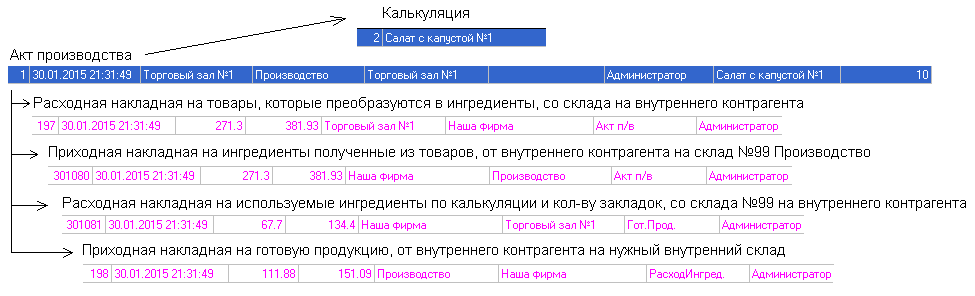 Калькуляция
2 Салат с капустой №1
Акт производства
1 30.01.2015 21:31:49 Торговый зал №1 Производство Торговый зал №1 Администратор Салат с капустой №1 10
Расходная накладная на товары, которые преобразуются в ингредиенты, со склада на внутреннего контрагента
197 30.01.2015 21:31:49 271.3 381.93 Торговый зал №1 Наша фирма Акт п/в Администратор
Приходная накладная на ингредиенты полученные из товаров, от внутреннего контрагента на склад №99 Производство
301080 30.01.2015 21:31:49 271.3 381.93 Наша фирма Производство Акт п/в Администратор
Расходная накладная на используемые ингредиенты по калькуляции и кол-ву закладок, со склада №99 на внутреннего контрагента
301081 30.01.2015 21:31:49 67.7 134.4 Наша фирма Торговый зал №1 Гот.Прод. Администратор
Приходная накладная на готовую продукцию, от внутреннего контрагента на нужный внутренний склад
198 30.01.2015 21:31:49 111.88 151.09 Производство Наша фирма РасходИнгред. Администратор